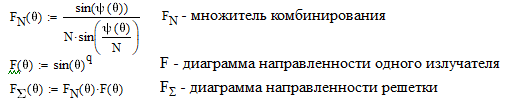 F_N(θ) := sin(ψ(θ)) / (N·sin(ψ(θ)/N)) F_N - множитель комбинирования
F(θ) := sin(θ)^q F - диаграмма направленности одного излучателя
F_Σ(θ) := F_N(θ)·F(θ) F_Σ - диаграмма направленности решетки